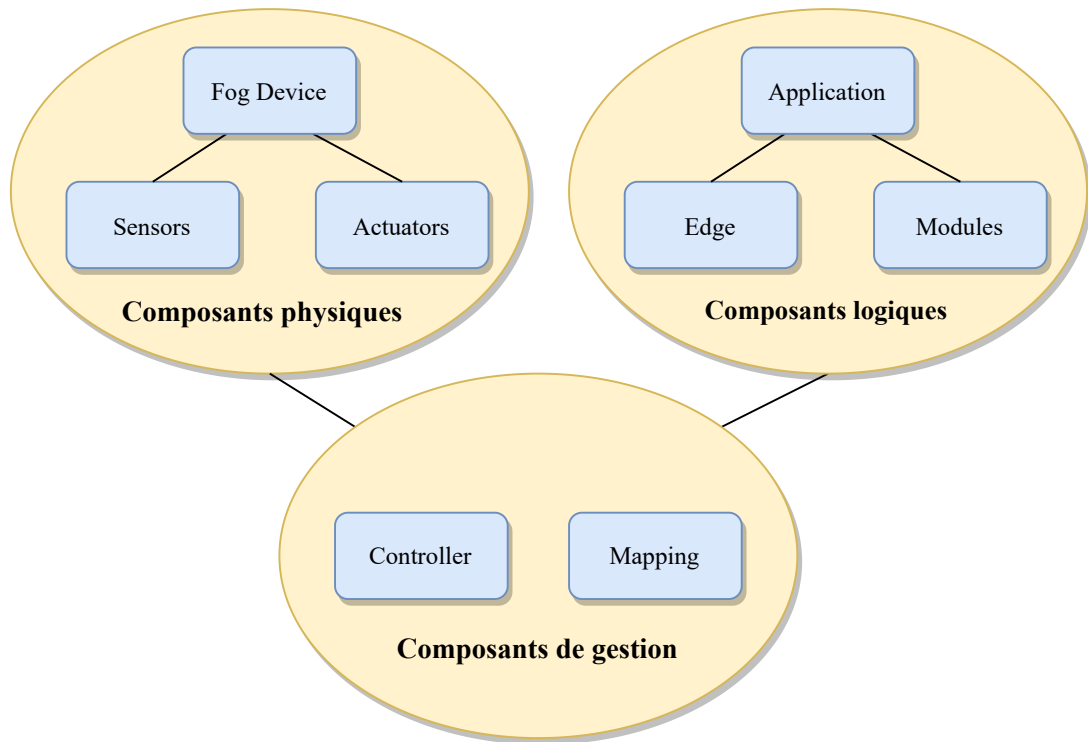 Fog Device
Sensors
Actuators
Composants physiques
Application
Edge
Modules
Composants logiques
Controller
Mapping
Composants de gestion